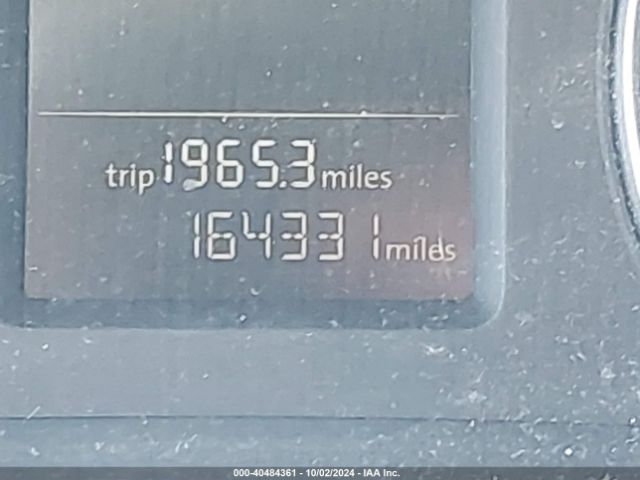 trip 1965.3 miles
164331 miles
000-40484361 - 10/02/2024 - IAA Inc.